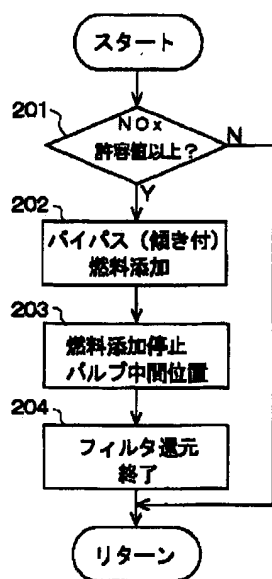 スタート
201
NOx
許容値以上？
N
Y
202
バイパス（傾き付）
燃料添加
203
燃料添加停止
バルブ中間位置
204
フィルタ還元
終了
リターン